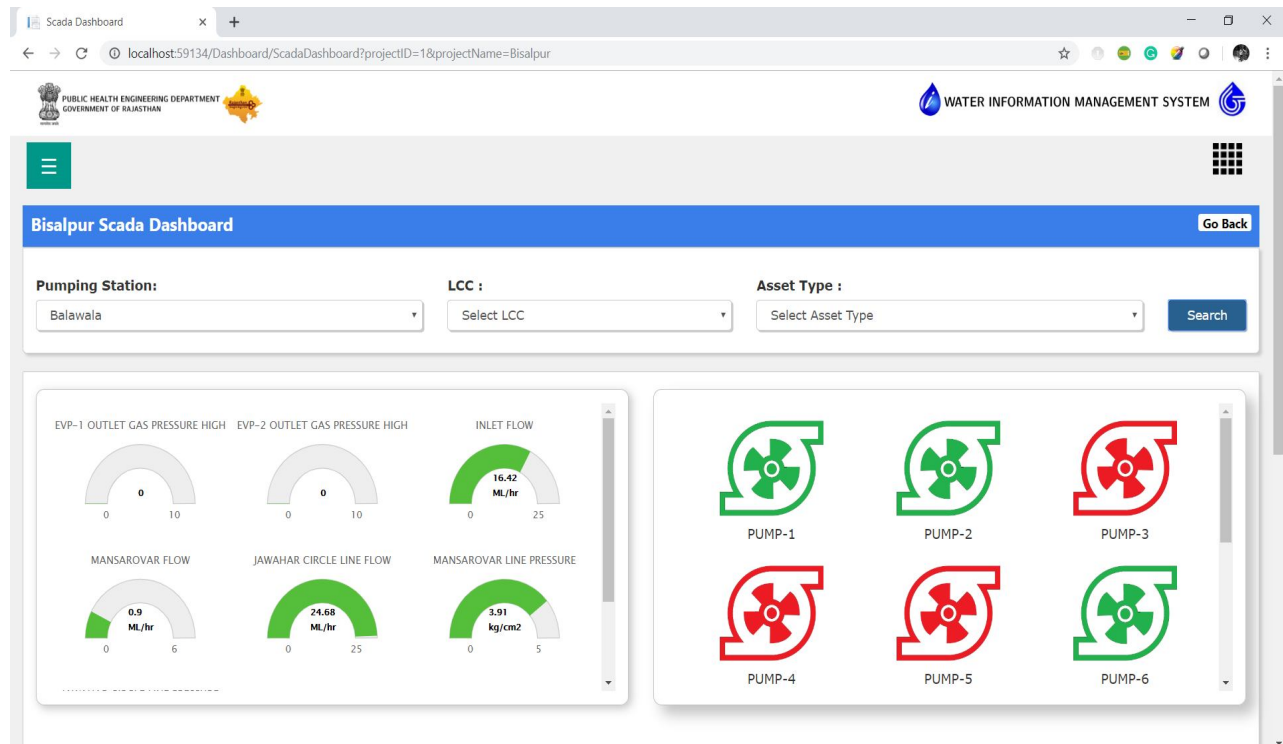 Scada Dashboard
localhost:59134/Dashboard/ScadaDashboard?projectID=1&projectName=Bisalpur
PUBLIC HEALTH ENGINEERING DEPARTMENT
GOVERNMENT OF RAJASTHAN
WATER INFORMATION MANAGEMENT SYSTEM
Bisalpur Scada Dashboard
Go Back
Pumping Station: LCC : Asset Type :
Balawala Select LCC Select Asset Type Search
EVP-1 OUTLET GAS PRESSURE HIGH EVP-2 OUTLET GAS PRESSURE HIGH INLET FLOW
0 0 16.42
ML/hr
0 10 0 10 0 25
MANSAROVAR FLOW JAWAHAR CIRCLE LINE FLOW MANSAROVAR LINE PRESSURE
0.9 24.68 3.91
ML/hr ML/hr kg/cm2
0 6 0 25 0 5
PUMP-1 PUMP-2 PUMP-3
PUMP-4 PUMP-5 PUMP-6